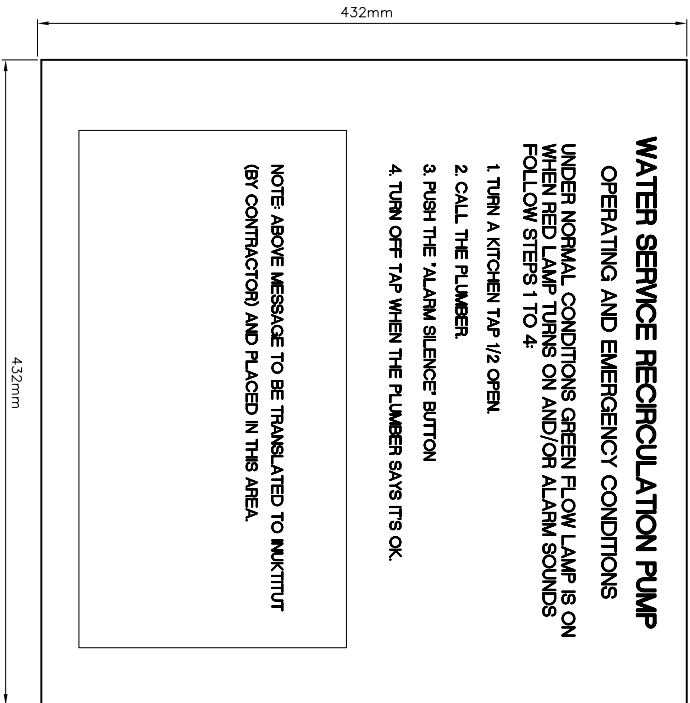 432mm
WATER SERVICE RECIRCULATION PUMP
OPERATING AND EMERGENCY CONDITIONS
UNDER NORMAL CONDITIONS GREEN FLOW LAMP IS ON
WHEN RED LAMP TURNS ON AND/OR ALARM SOUNDS
FOLLOW STEPS 1 TO 4:
1. TURN A KITCHEN TAP 1/2 OPEN.
2. CALL THE PLUMBER.
3. PUSH THE "ALARM SILENCE" BUTTON
4. TURN OFF TAP WHEN THE PLUMBER SAYS IT'S OK.
NOTE: ABOVE MESSAGE TO BE TRANSLATED TO INUKTITUT
(BY CONTRACTOR) AND PLACED IN THIS AREA.
432mm